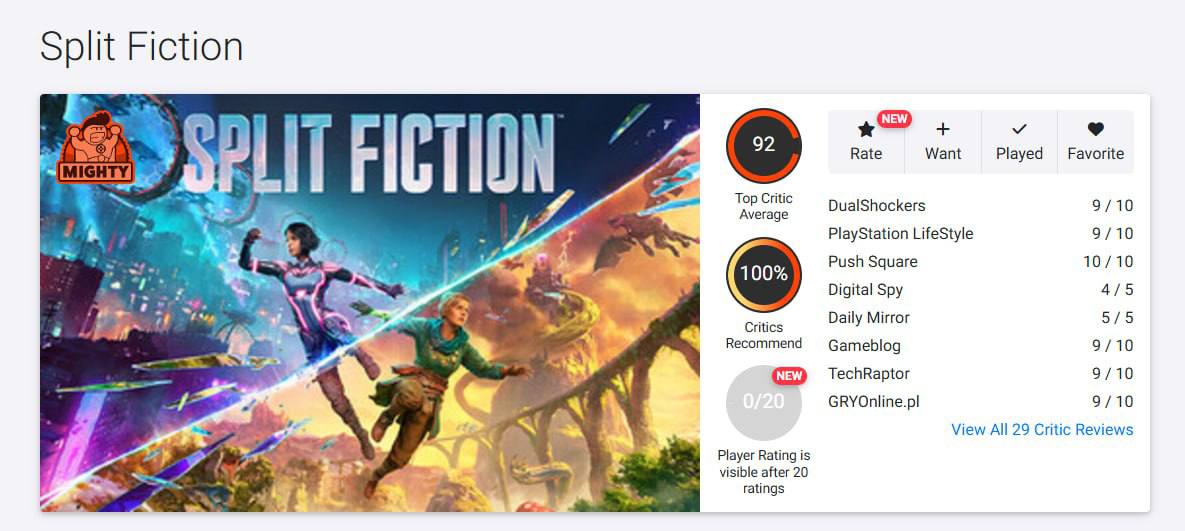 Split Fiction
MIGHTY
SPLIT FICTION™
92
Top Critic
Average
100%
Critics
Recommend
NEW
0/20
Player Rating is
visible after 20
ratings
NEW
Rate
Want
Played
Favorite
DualShockers 9 / 10
PlayStation LifeStyle 9 / 10
Push Square 10 / 10
Digital Spy 4 / 5
Daily Mirror 5 / 5
Gameblog 9 / 10
TechRaptor 9 / 10
GRYOnline.pl 9 / 10
View All 29 Critic Reviews